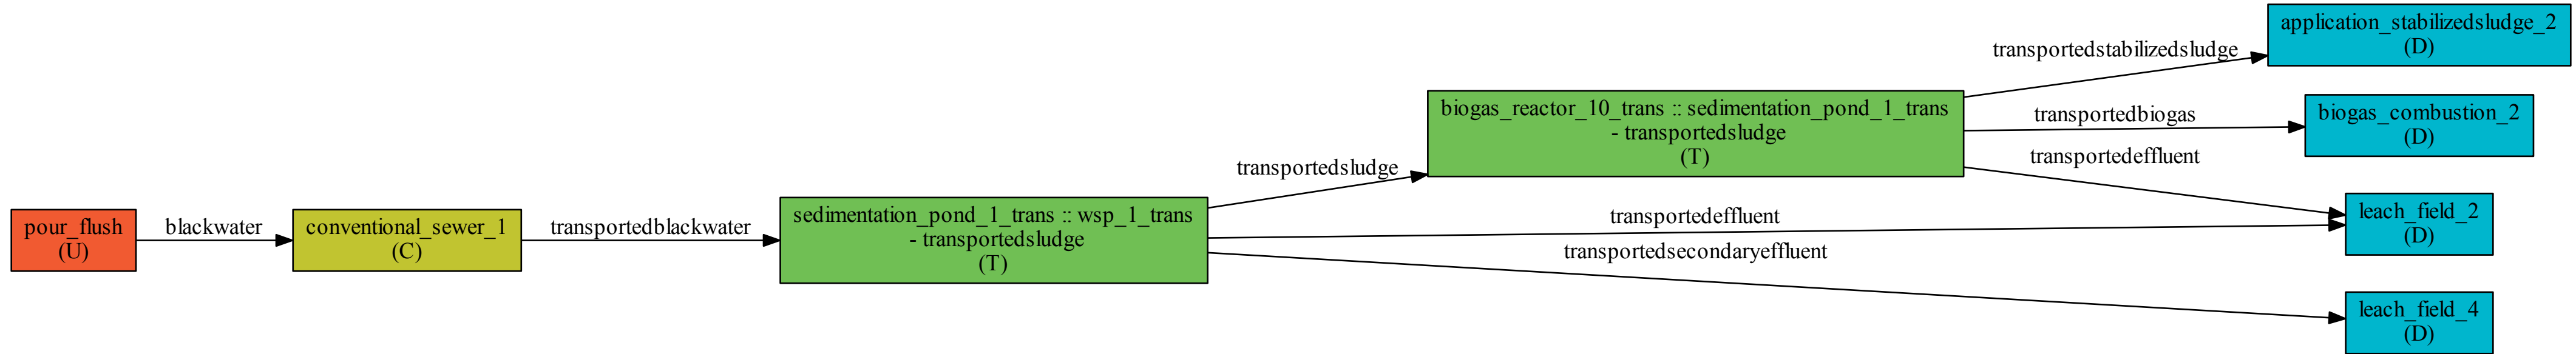 pour_flush
(U)
blackwater
conventional_sewer_1
(C)
transportedblackwater
sedimentation_pond_1_trans :: wsp_1_trans
- transportedsludge
(T)
transportedsludge
transportedeffluent
transportedsecondaryeffluent
biogas_reactor_10_trans :: sedimentation_pond_1_trans
- transportedsludge
(T)
transportedstabilizedsludge
transportedbiogas
transportedeffluent
application_stabilizedsludge_2
(D)
biogas_combustion_2
(D)
leach_field_2
(D)
leach_field_4
(D)